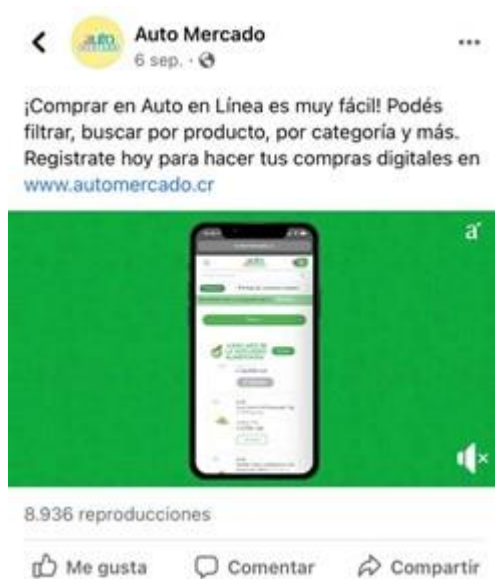 Auto Mercado
6 sep.
¡Comprar en Auto en Línea es muy fácil! Podés
filtrar, buscar por producto, por categoría y más.
Registrate hoy para hacer tus compras digitales en
www.automercado.cr
a
8.936 reproducciones
Me gusta Comentar Compartir